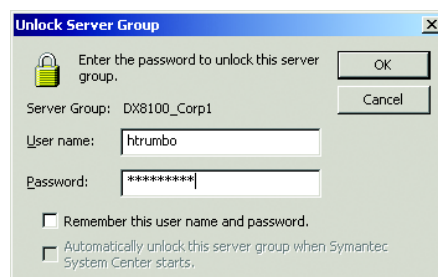 Unlock Server Group
Enter the password to unlock this server
group.
OK
Cancel
Server Group: DX8100_Corp1
User name: htrumbo
Password: *********
Remember this user name and password.
Automatically unlock this server group when Symantec
System Center starts.